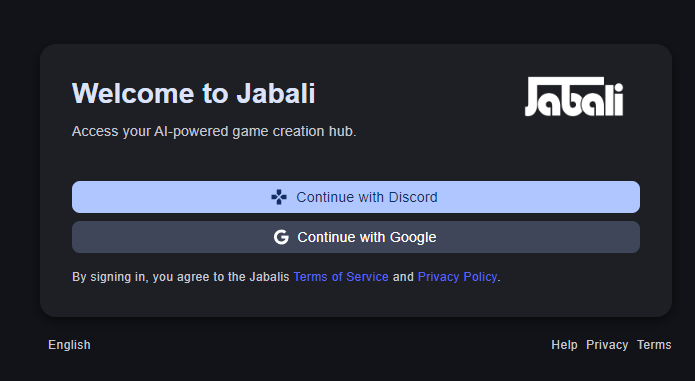 Welcome to Jabali
Jabali
Access your AI-powered game creation hub.
Continue with Discord
Continue with Google
By signing in, you agree to the Jabalis Terms of Service and Privacy Policy.
English
Help Privacy Terms